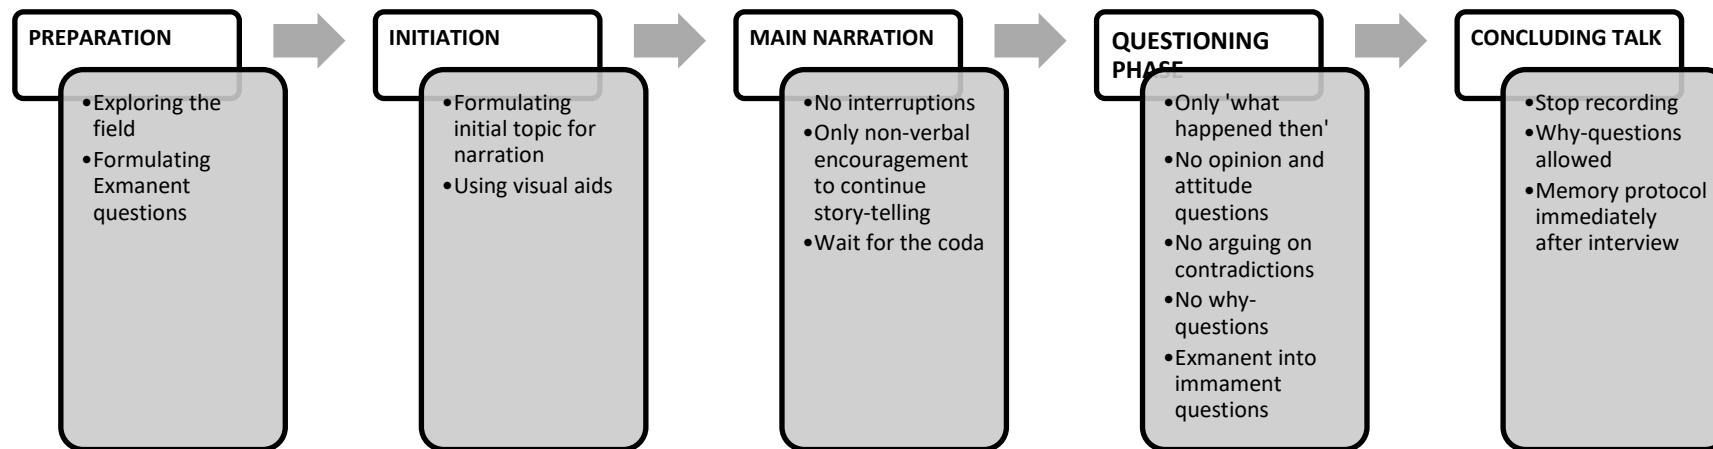 PREPARATION
•Exploring the
field
•Formulating
Exmanent
questions
INITIATION
•Formulating
initial topic for
narration
•Using visual aids
MAIN NARRATION
•No interruptions
•Only non-verbal
encouragement
to continue
story-telling
•Wait for the coda
QUESTIONING
PHASE
•Only 'what
happened then'
•No opinion and
attitude
questions
•No arguing on
contradictions
•No why-
questions
•Exmanent into
immament
questions
CONCLUDING TALK
•Stop recording
•Why-questions
allowed
•Memory protocol
immediately
after interview